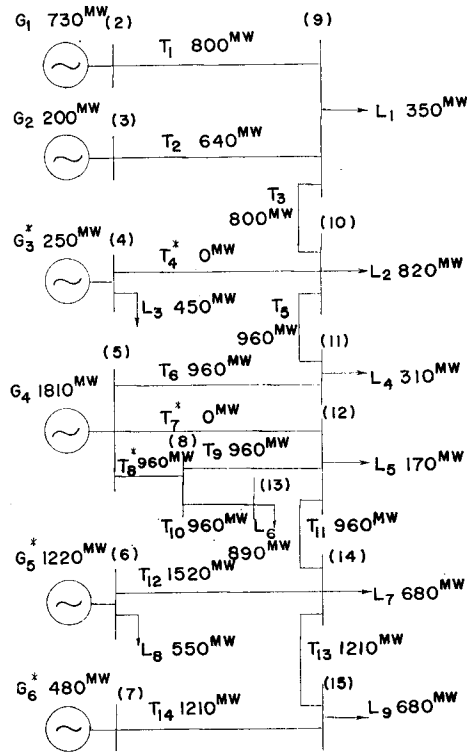 G1 730MW (2) (9)
T1 800MW
L1 350MW
G2 200MW (3)
T2 640MW
T3 800MW (10)
G3* 250MW (4)
T4* 0MW
L2 820MW
L3 450MW
T5 960MW (11)
(5) T6 960MW
L4 310MW
G4 1810MW
T7* 0MW (12)
(8) T9 960MW
T8* 960MW
L5 170MW
(13)
T10 960MW L6 890MW
T11 960MW
G5* 1220MW (6)
T12 1520MW (14)
L7 680MW
L8 550MW
T13 1210MW
G6* 480MW (7)
T14 1210MW (15)
L9 680MW